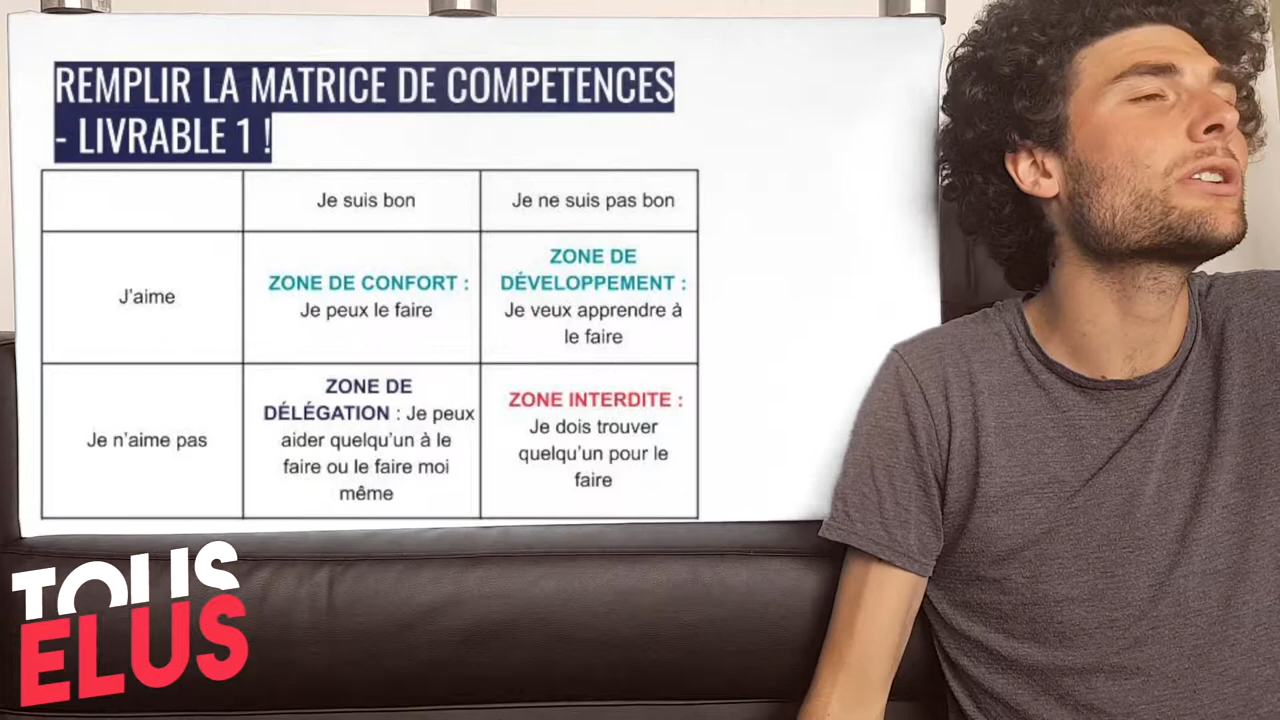 REMPLIR LA MATRICE DE COMPETENCES
- LIVRABLE 1 !
Je suis bon
Je ne suis pas bon
J'aime
ZONE DE CONFORT :
Je peux le faire
ZONE DE
DÉVELOPPEMENT :
Je veux apprendre à
le faire
Je n'aime pas
ZONE DE
DÉLÉGATION : Je peux
aider quelqu'un à le
faire ou le faire moi
même
ZONE INTERDITE :
Je dois trouver
quelqu'un pour le
faire
TOUS
ELUS